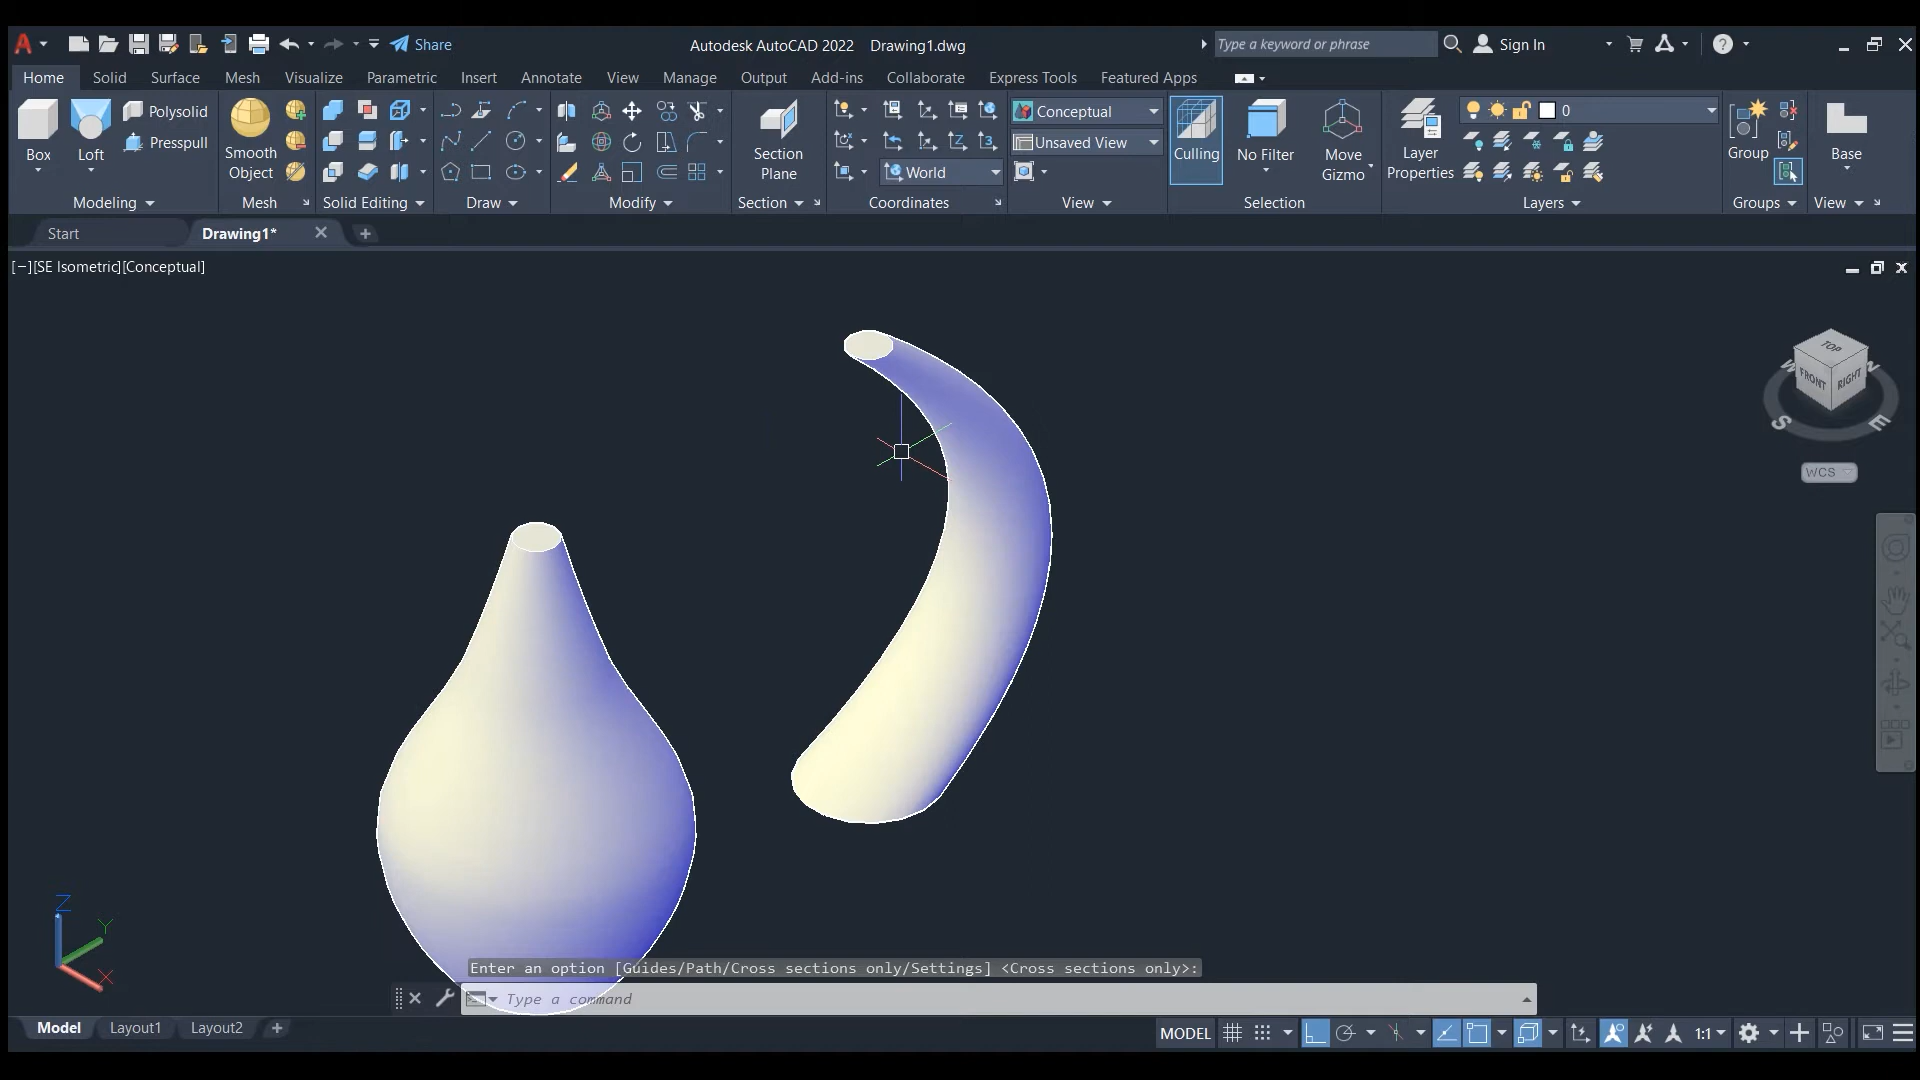 Share
Autodesk AutoCAD 2022 Drawing1.dwg
Type a keyword or phrase
Sign In
Home Solid Surface Mesh Visualize Parametric Insert Annotate View Manage Output Add-ins Collaborate Express Tools Featured Apps
Box
Loft
Polysolid
Presspull
Smooth
Object
Section
Plane
World
Conceptual
Unsaved View
Culling
No Filter
Move
Gizmo
Layer
Properties
0
Group
Base
Modeling Mesh Solid Editing Draw Modify Section Coordinates View Selection Layers Groups View
Start Drawing1*
[−][SE Isometric][Conceptual]
TOP
FRONT
RIGHT
W
N
S
E
WCS
Z
Y
X
Enter an option [Guides/Path/Cross sections only/Settings] <Cross sections only>:
Type a command
Model Layout1 Layout2
MODEL
1:1